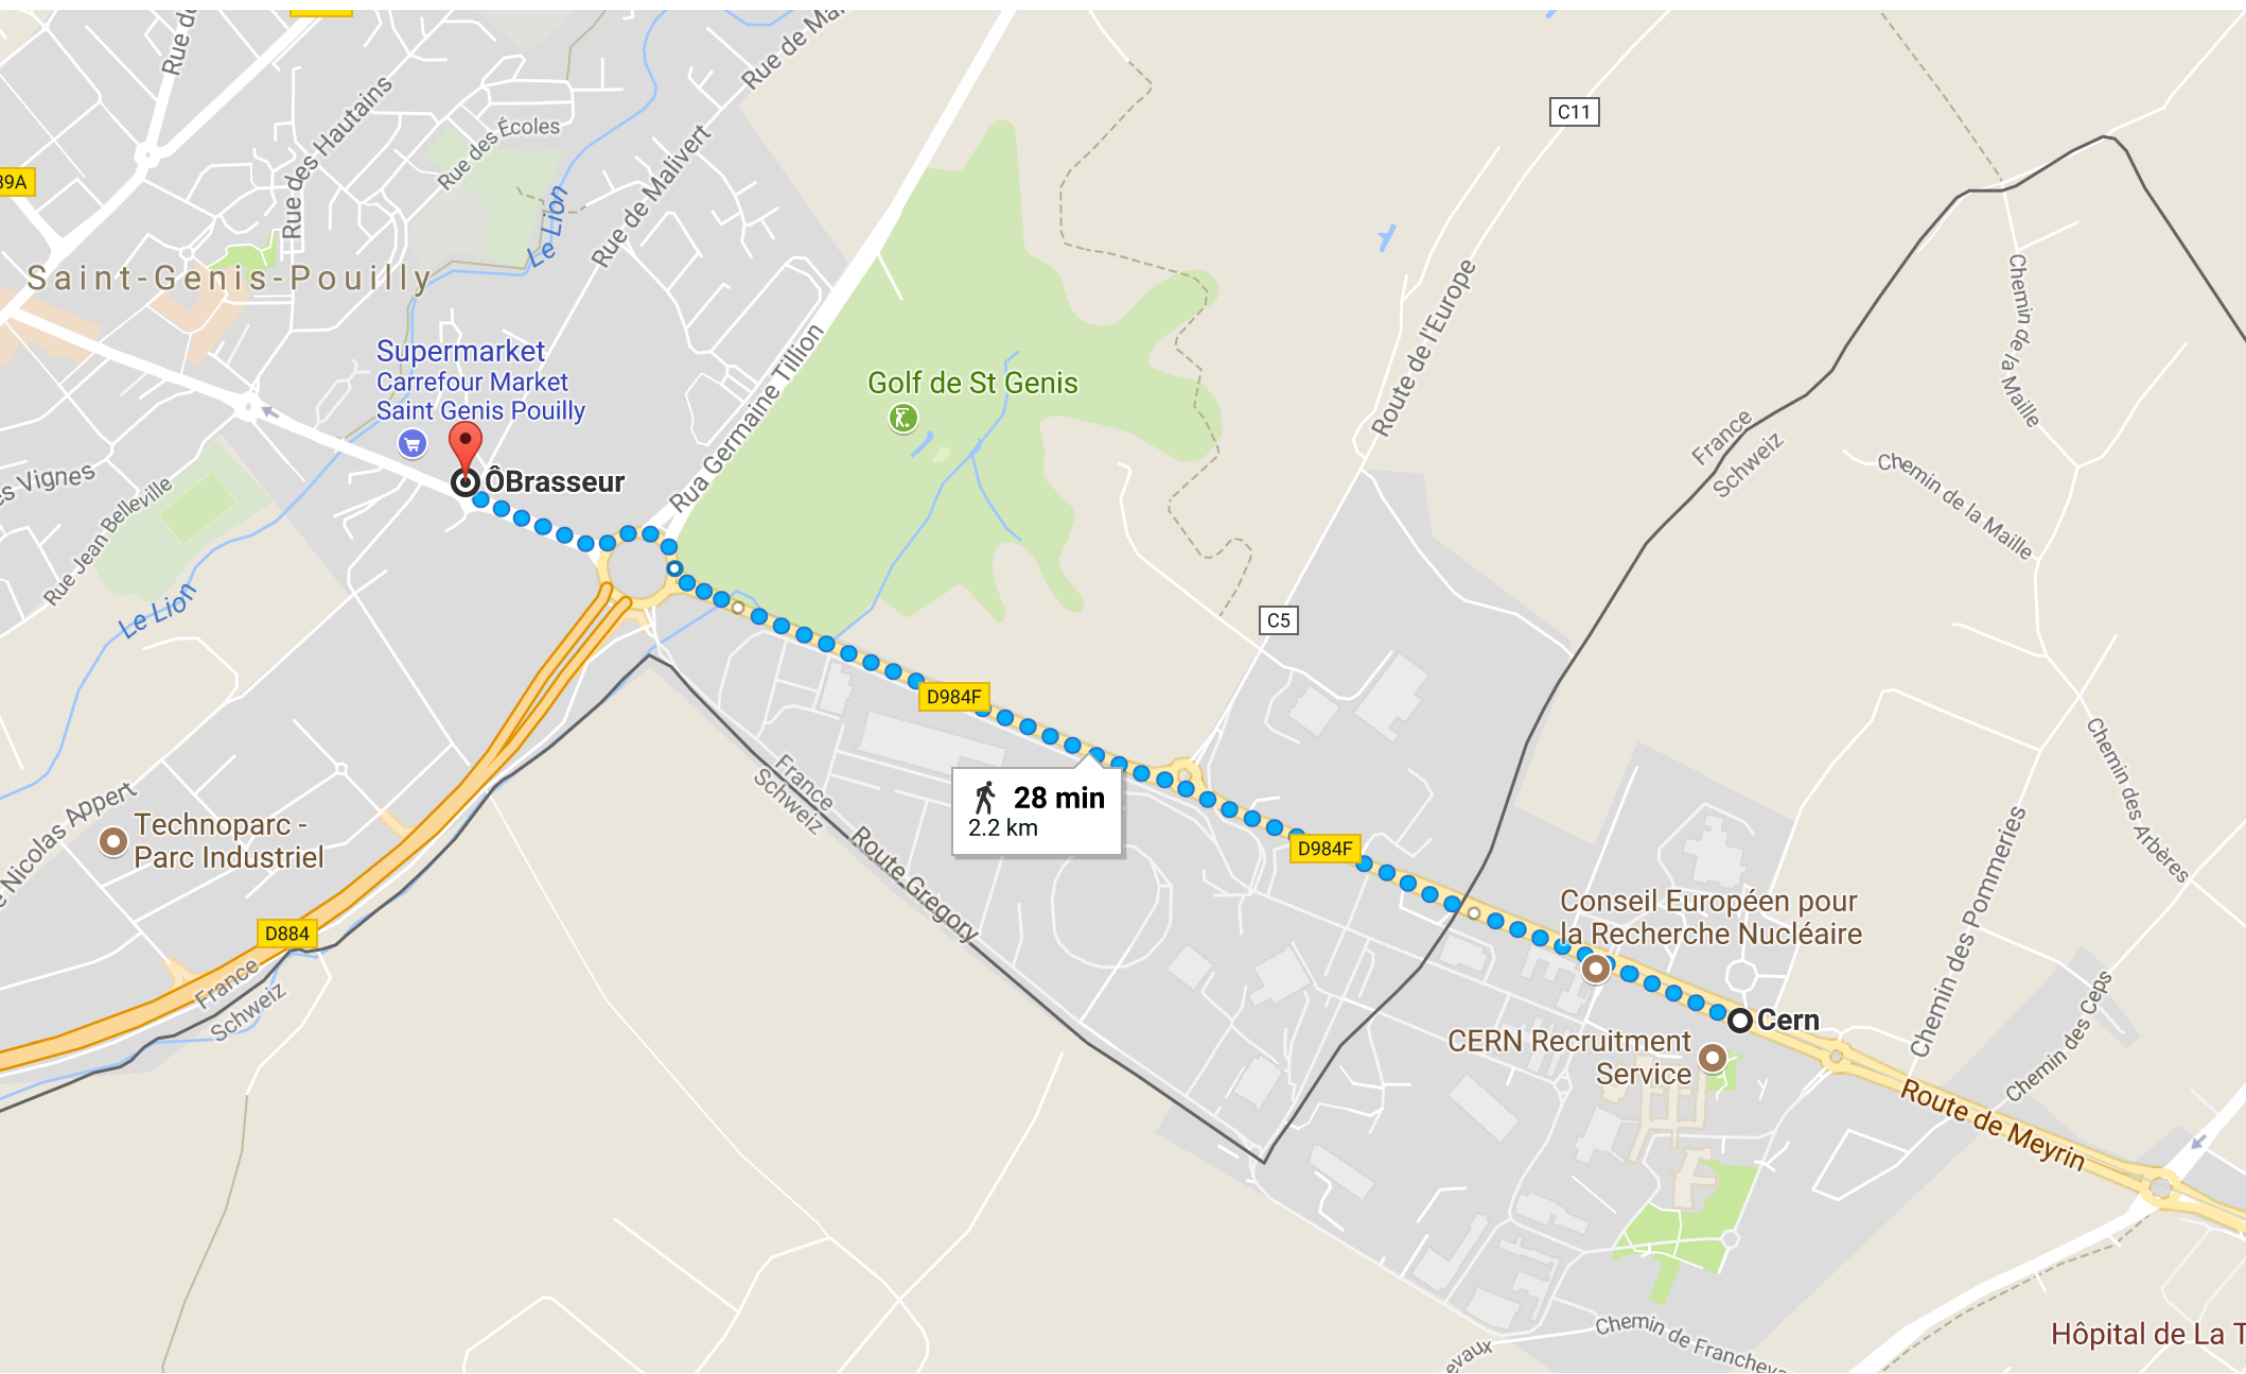 Rue de Ma
C11
Rue des Hautains
Rue des Écoles
Rue de Malivert
39A
Le Lion
Saint-Genis-Pouilly
Supermarket
Carrefour Market
Saint Genis Pouilly
Golf de St Genis
Route de l'Europe
Chemin de la Maille
Rua Germaine Tillion
France
Schweiz
Chemin de la Maille
ÔBrasseur
Vignes
Rue Jean Belleville
Le Lion
C5
D984F
28 min
2.2 km
France
Schweiz
Route Gregory
D984F
Nicolas Appert
Technoparc -
Parc Industriel
D884
France
Schweiz
Conseil Européen pour
la Recherche Nucléaire
Chemin des Pommeries
Chemin des Arbères
Cern
CERN Recruitment
Service
Chemin des Ceps
Route de Meyrin
Chemin de Francheva
evaux
Hôpital de La T